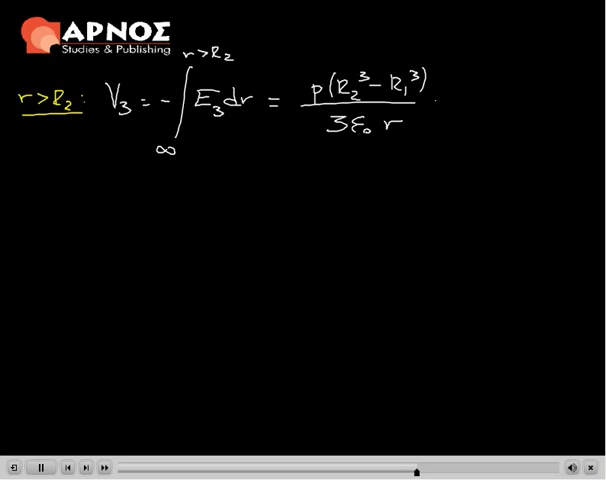 ΑΡΝΟΣ
Studies & Publishing
r>R₂: V₃ = -∫_∞^{r>R₂} E₃dr = ρ(R₂³ - R₁³) / 3ε₀ r